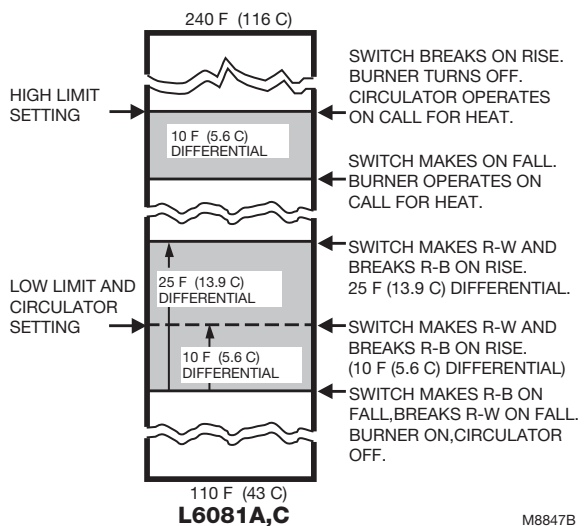 240 F (116 C)
HIGH LIMIT
SETTING
10 F (5.6 C)
DIFFERENTIAL
SWITCH BREAKS ON RISE.
BURNER TURNS OFF.
CIRCULATOR OPERATES
ON CALL FOR HEAT.
SWITCH MAKES ON FALL.
BURNER OPERATES ON
CALL FOR HEAT.
LOW LIMIT AND
CIRCULATOR
SETTING
25 F (13.9 C)
DIFFERENTIAL
10 F (5.6 C)
DIFFERENTIAL
SWITCH MAKES R-W AND
BREAKS R-B ON RISE.
25 F (13.9 C) DIFFERENTIAL.
SWITCH MAKES R-W AND
BREAKS R-B ON RISE.
(10 F (5.6 C) DIFFERENTIAL)
SWITCH MAKES R-B ON
FALL,BREAKS R-W ON FALL.
BURNER ON,CIRCULATOR
OFF.
110 F (43 C)
L6081A,C
M8847B